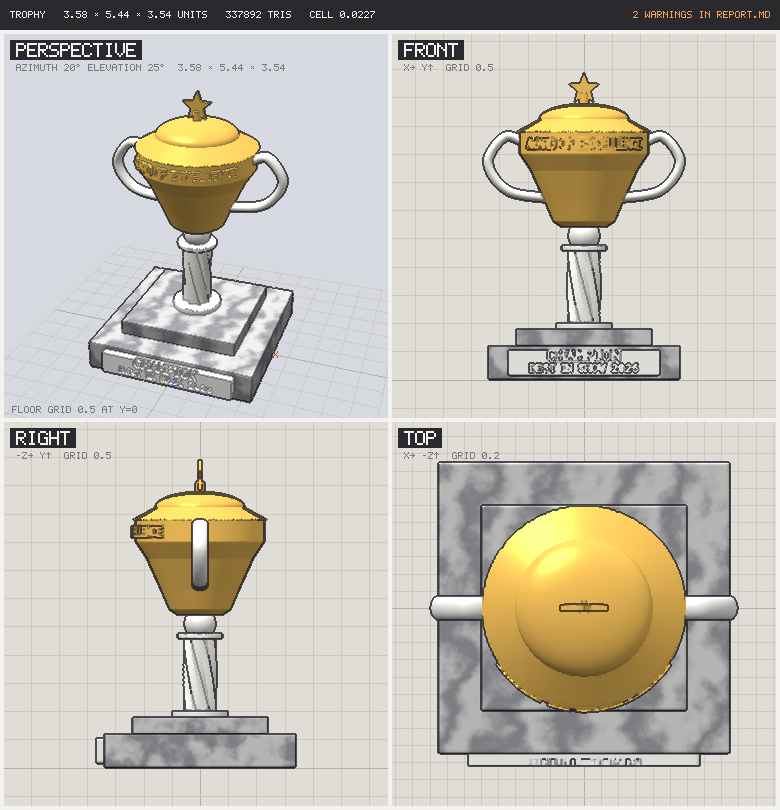 TROPHY 3.58 × 5.44 × 3.54 UNITS 337892 TRIS CELL 0.0227 2 WARNINGS IN REPORT.MD
PERSPECTIVE
AZIMUTH 20° ELEVATION 25° 3.58 × 5.44 × 3.54
FLOOR GRID 0.5 AT Y=0
FRONT
X→ Y↑ GRID 0.5
EXCELLENCE
CHAMPION
BEST IN SHOW 2026
RIGHT
-Z→ Y↑ GRID 0.5
TOP
X→ -Z↑ GRID 0.2